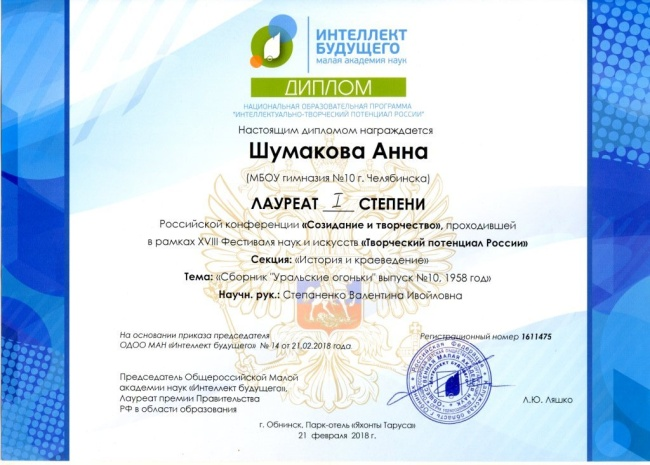 ИНТЕЛЛЕКТ
БУДУЩЕГО
малая академия наук
ДИПЛОМ
НАЦИОНАЛЬНАЯ ОБРАЗОВАТЕЛЬНАЯ ПРОГРАММА
"ИНТЕЛЛЕКТУАЛЬНО-ТВОРЧЕСКИЙ ПОТЕНЦИАЛ РОССИИ"
Настоящим дипломом награждается
Шумакова Анна
(МБОУ гимназия №10 г. Челябинска)
ЛАУРЕАТ I СТЕПЕНИ
Российской конференции «Созидание и творчество», проходившей
в рамках XVIII Фестиваля наук и искусств «Творческий потенциал России»
Секция: «История и краеведение»
Тема: «Сборник "Уральские огоньки" выпуск №10. 1958 год»
Научн. рук.: Степаненко Валентина Ивойловна
На основании приказа председателя
ОДОО МАН «Интеллект будущего» № 14 от 21.02.2018 года.
Регистрационный номер 1611475
Председатель Общероссийской Малой
академии наук «Интеллект будущего»,
Лауреат премии Правительства
РФ в области образования
Л.Ю. Ляшко
г. Обнинск, Парк-отель «Яхонты Таруса»
21 февраля 2018 г.